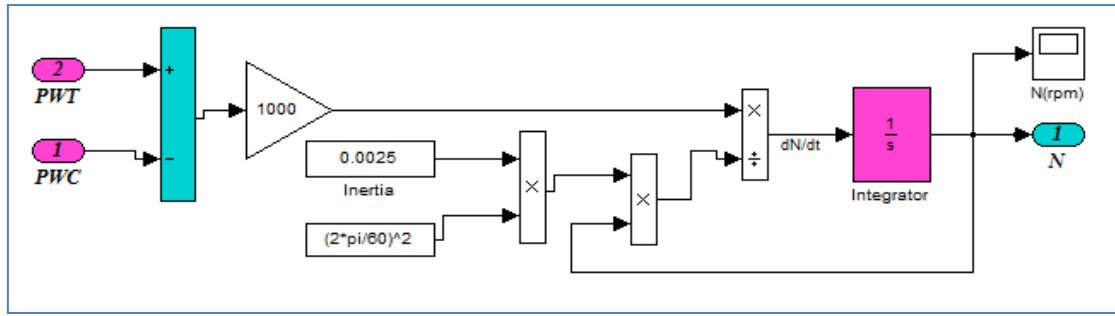 2
PWT
1
PWC
+
−
1000
0.0025
Inertia
(2*pi/60)^2
×
×
×
÷
dN/dt
1
s
Integrator
N(rpm)
1
N